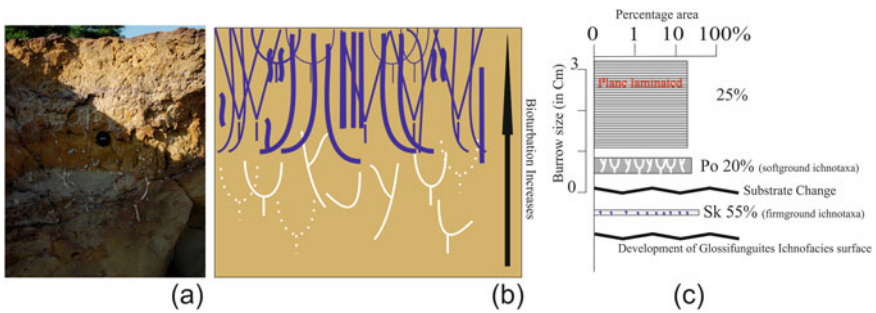 Percentage area
0 1 10 100%
Burrow size (in Cm)
3
Plane laminated
25%
Po 20% (softground ichnotaxa)
0
Substrate Change
Sk 55% (firmground ichnotaxa)
Development of Glossifunguites Ichnofacies surface
Bioturbation Increases
(a)
(b)
(c)